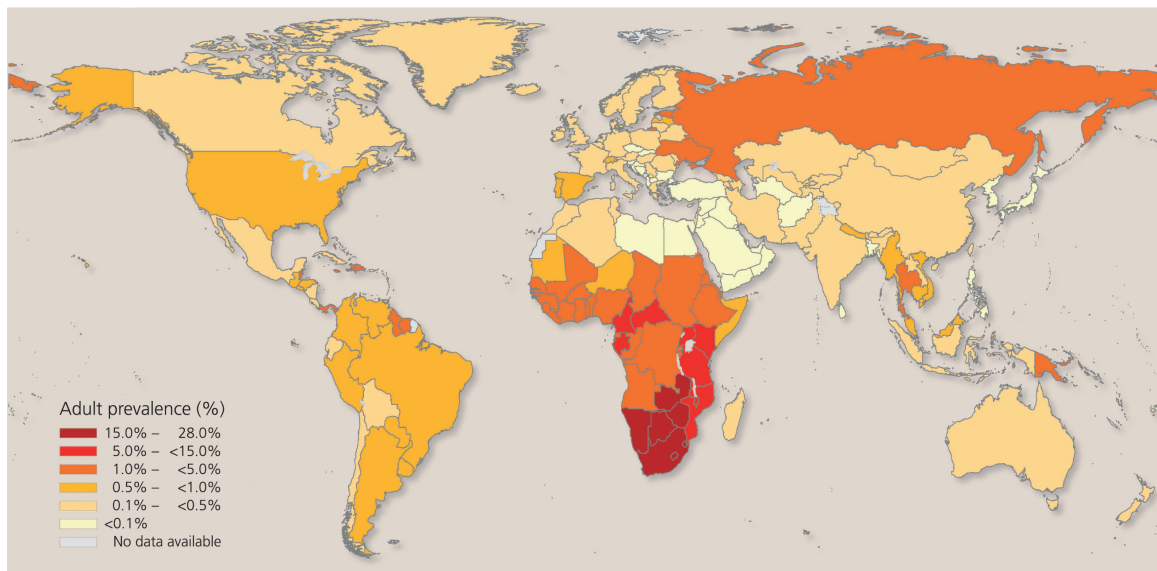 Adult prevalence (%)
15.0% – 28.0%
5.0% – <15.0%
1.0% – <5.0%
0.5% – <1.0%
0.1% – <0.5%
<0.1%
No data available